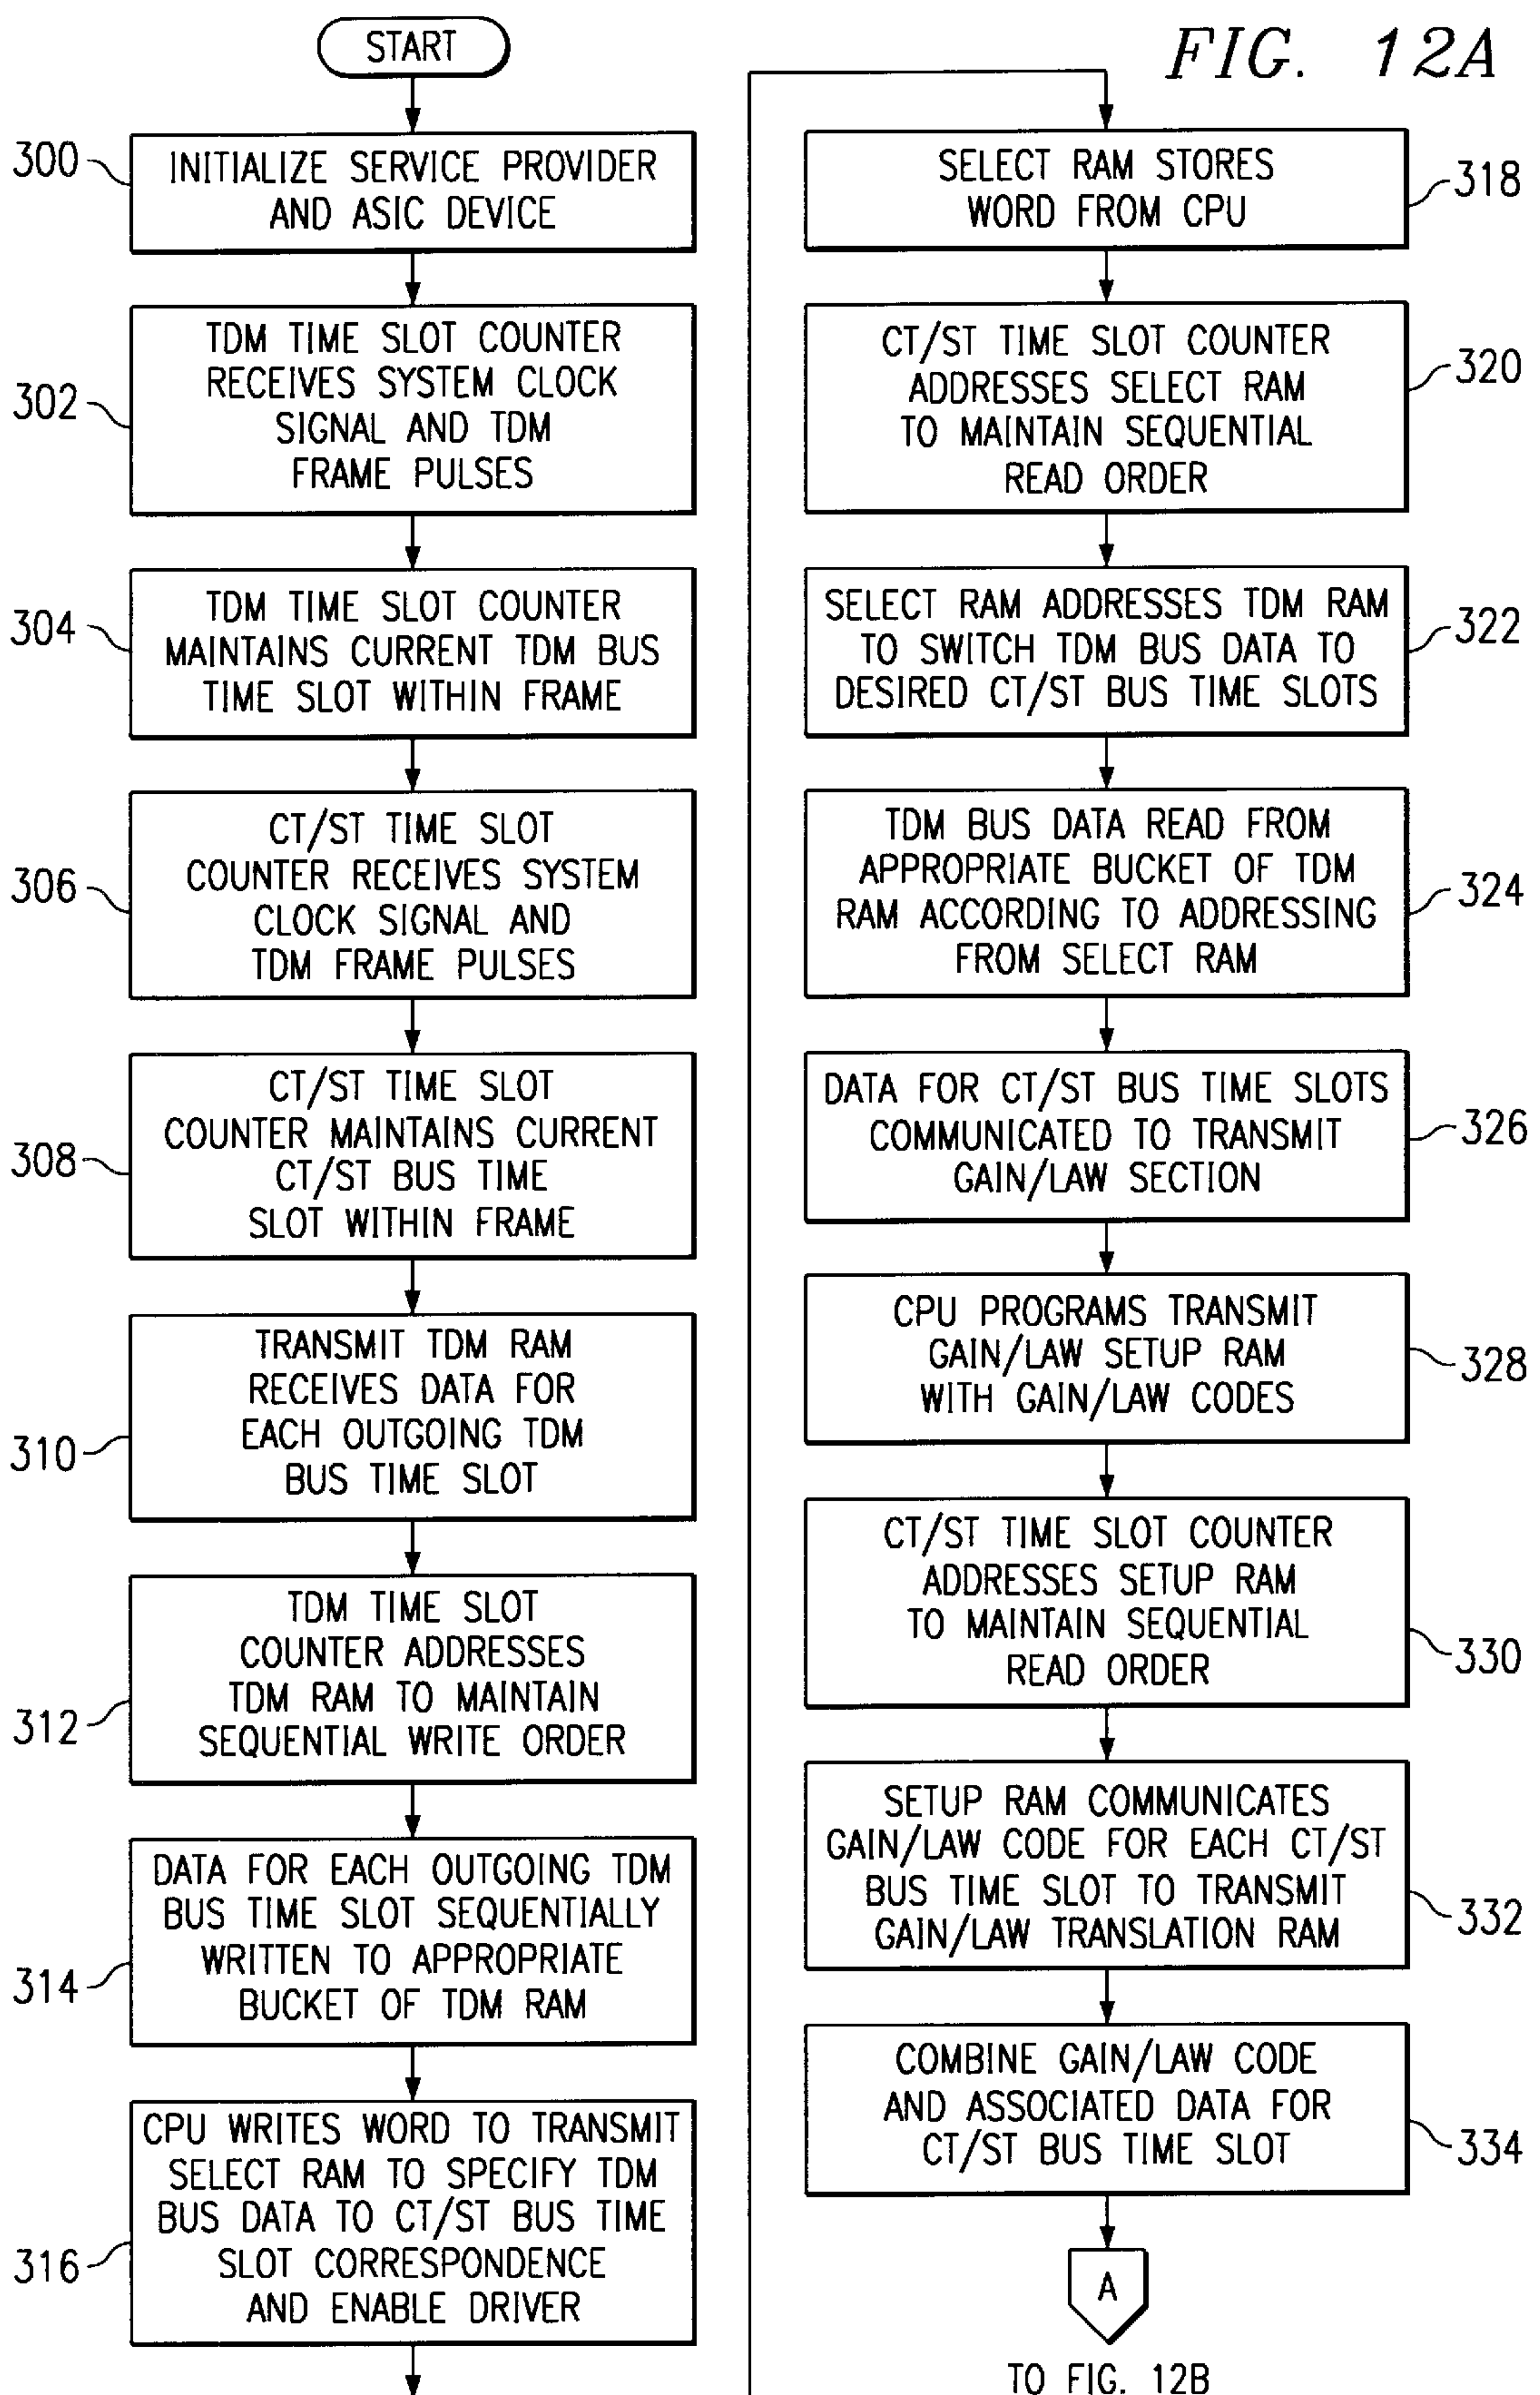 FIG. 12A
START
300
INITIALIZE SERVICE PROVIDER
AND ASIC DEVICE
302
TDM TIME SLOT COUNTER
RECEIVES SYSTEM CLOCK
SIGNAL AND TDM
FRAME PULSES
304
TDM TIME SLOT COUNTER
MAINTAINS CURRENT TDM BUS
TIME SLOT WITHIN FRAME
306
CT/ST TIME SLOT
COUNTER RECEIVES SYSTEM
CLOCK SIGNAL AND
TDM FRAME PULSES
308
CT/ST TIME SLOT
COUNTER MAINTAINS CURRENT
CT/ST BUS TIME
SLOT WITHIN FRAME
310
TRANSMIT TDM RAM
RECEIVES DATA FOR
EACH OUTGOING TDM
BUS TIME SLOT
312
TDM TIME SLOT
COUNTER ADDRESSES
TDM RAM TO MAINTAIN
SEQUENTIAL WRITE ORDER
314
DATA FOR EACH OUTGOING TDM
BUS TIME SLOT SEQUENTIALLY
WRITTEN TO APPROPRIATE
BUCKET OF TDM RAM
316
CPU WRITES WORD TO TRANSMIT
SELECT RAM TO SPECIFY TDM
BUS DATA TO CT/ST BUS TIME
SLOT CORRESPONDENCE
AND ENABLE DRIVER
SELECT RAM STORES
WORD FROM CPU
318
CT/ST TIME SLOT COUNTER
ADDRESSES SELECT RAM
TO MAINTAIN SEQUENTIAL
READ ORDER
320
SELECT RAM ADDRESSES TDM RAM
TO SWITCH TDM BUS DATA TO
DESIRED CT/ST BUS TIME SLOTS
322
TDM BUS DATA READ FROM
APPROPRIATE BUCKET OF TDM
RAM ACCORDING TO ADDRESSING
FROM SELECT RAM
324
DATA FOR CT/ST BUS TIME SLOTS
COMMUNICATED TO TRANSMIT
GAIN/LAW SECTION
326
CPU PROGRAMS TRANSMIT
GAIN/LAW SETUP RAM
WITH GAIN/LAW CODES
328
CT/ST TIME SLOT COUNTER
ADDRESSES SETUP RAM
TO MAINTAIN SEQUENTIAL
READ ORDER
330
SETUP RAM COMMUNICATES
GAIN/LAW CODE FOR EACH CT/ST
BUS TIME SLOT TO TRANSMIT
GAIN/LAW TRANSLATION RAM
332
COMBINE GAIN/LAW CODE
AND ASSOCIATED DATA FOR
CT/ST BUS TIME SLOT
334
A
TO FIG. 12B